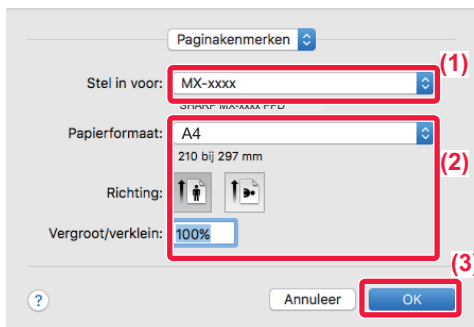 Paginakenmerken
(1)
Stel in voor: MX-xxxx
SHARP MX-xxxx PPD
Papierformaat: A4
210 bij 297 mm
(2)
Richting:
Vergroot/verklein: 100%
(3)
? Annuleer OK